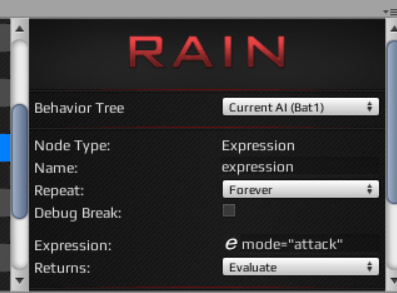 RAIN
Behavior Tree Current AI (Bat1)
Node Type: Expression
Name: expression
Repeat: Forever
Debug Break:
Expression: e mode="attack"
Returns: Evaluate